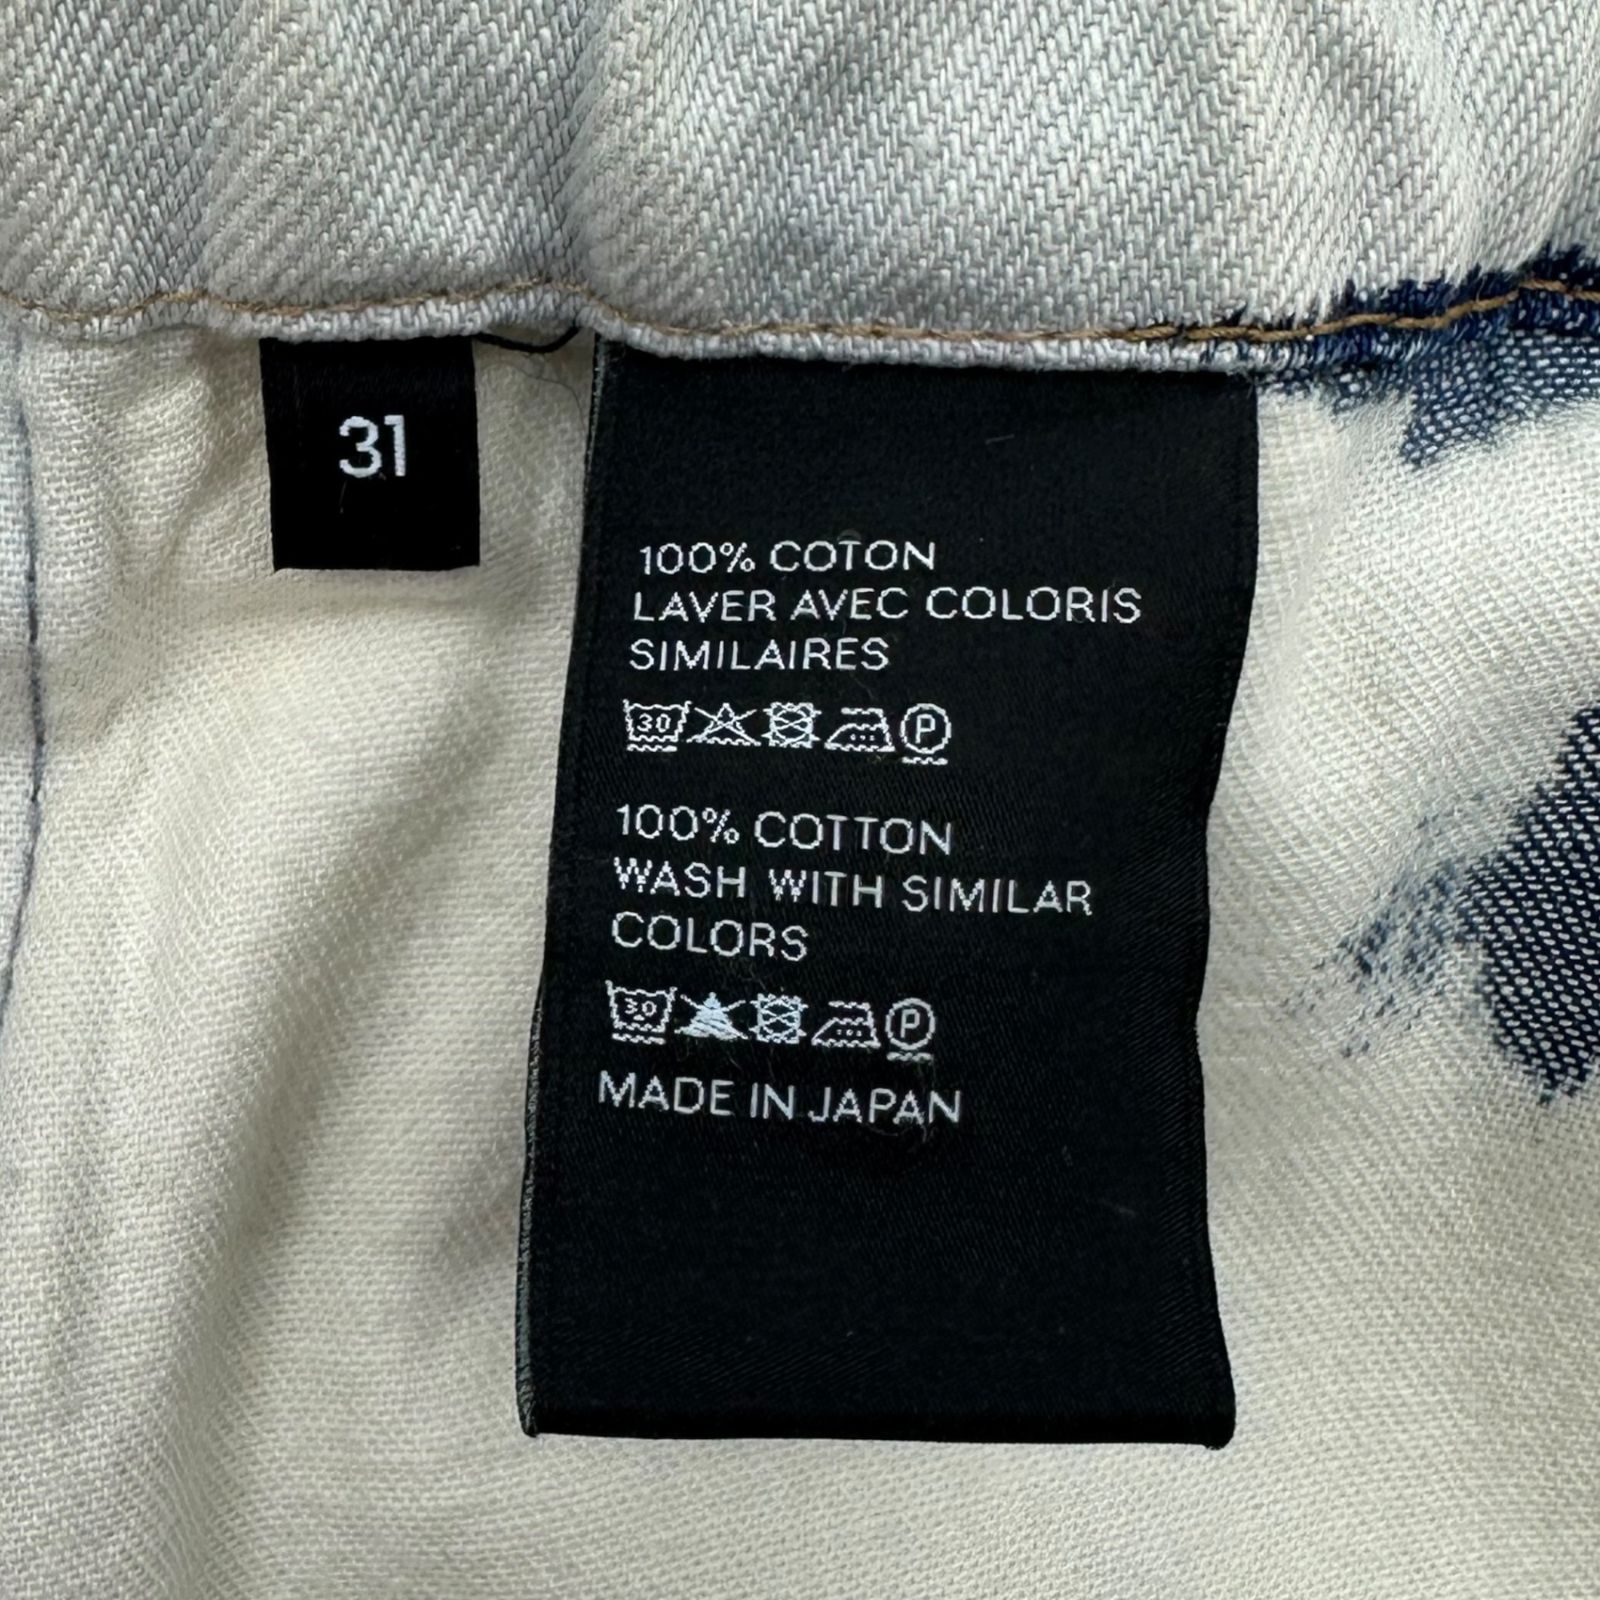 31
100% COTON
LAVER AVEC COLORIS
SIMILAIRES
30 P
100% COTTON
WASH WITH SIMILAR
COLORS
30 P
MADE IN JAPAN